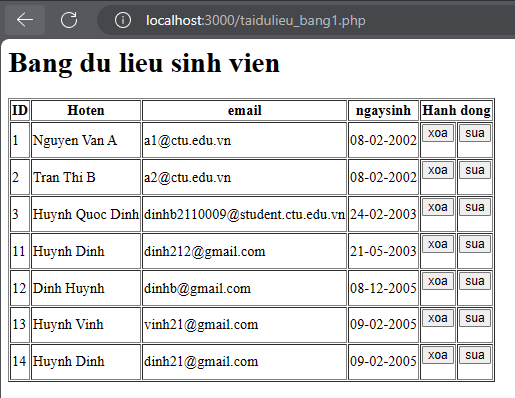 localhost:3000/taidulieu_bang1.php
Bang du lieu sinh vien
ID Hoten email ngaysinh Hanh dong
1 Nguyen Van A a1@ctu.edu.vn 08-02-2002 xoa sua
2 Tran Thi B a2@ctu.edu.vn 08-02-2002 xoa sua
3 Huynh Quoc Dinh dinhb2110009@student.ctu.edu.vn 24-02-2003 xoa sua
11 Huynh Dinh dinh212@gmail.com 21-05-2003 xoa sua
12 Dinh Huynh dinhb@gmail.com 08-12-2005 xoa sua
13 Huynh Vinh vinh21@gmail.com 09-02-2005 xoa sua
14 Huynh Dinh dinh21@gmail.com 09-02-2005 xoa sua